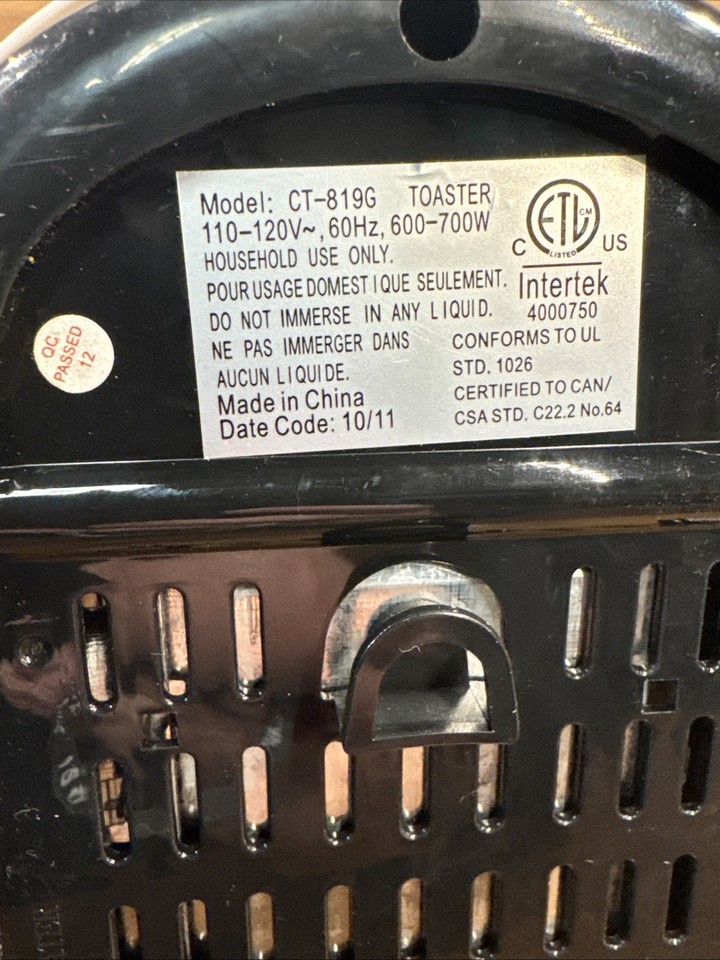 Model: CT-819G TOASTER
110-120V~, 60Hz, 600-700W
HOUSEHOLD USE ONLY.
POUR USAGE DOMESTIQUE SEULEMENT.
DO NOT IMMERSE IN ANY LIQUID.
NE PAS IMMERGER DANS
AUCUN LIQUIDE.
Made in China
Date Code: 10/11
ETL CM
LISTED
C US
Intertek
4000750
CONFORMS TO UL
STD. 1026
CERTIFIED TO CAN/
CSA STD. C22.2 No.64
QC
PASSED
12